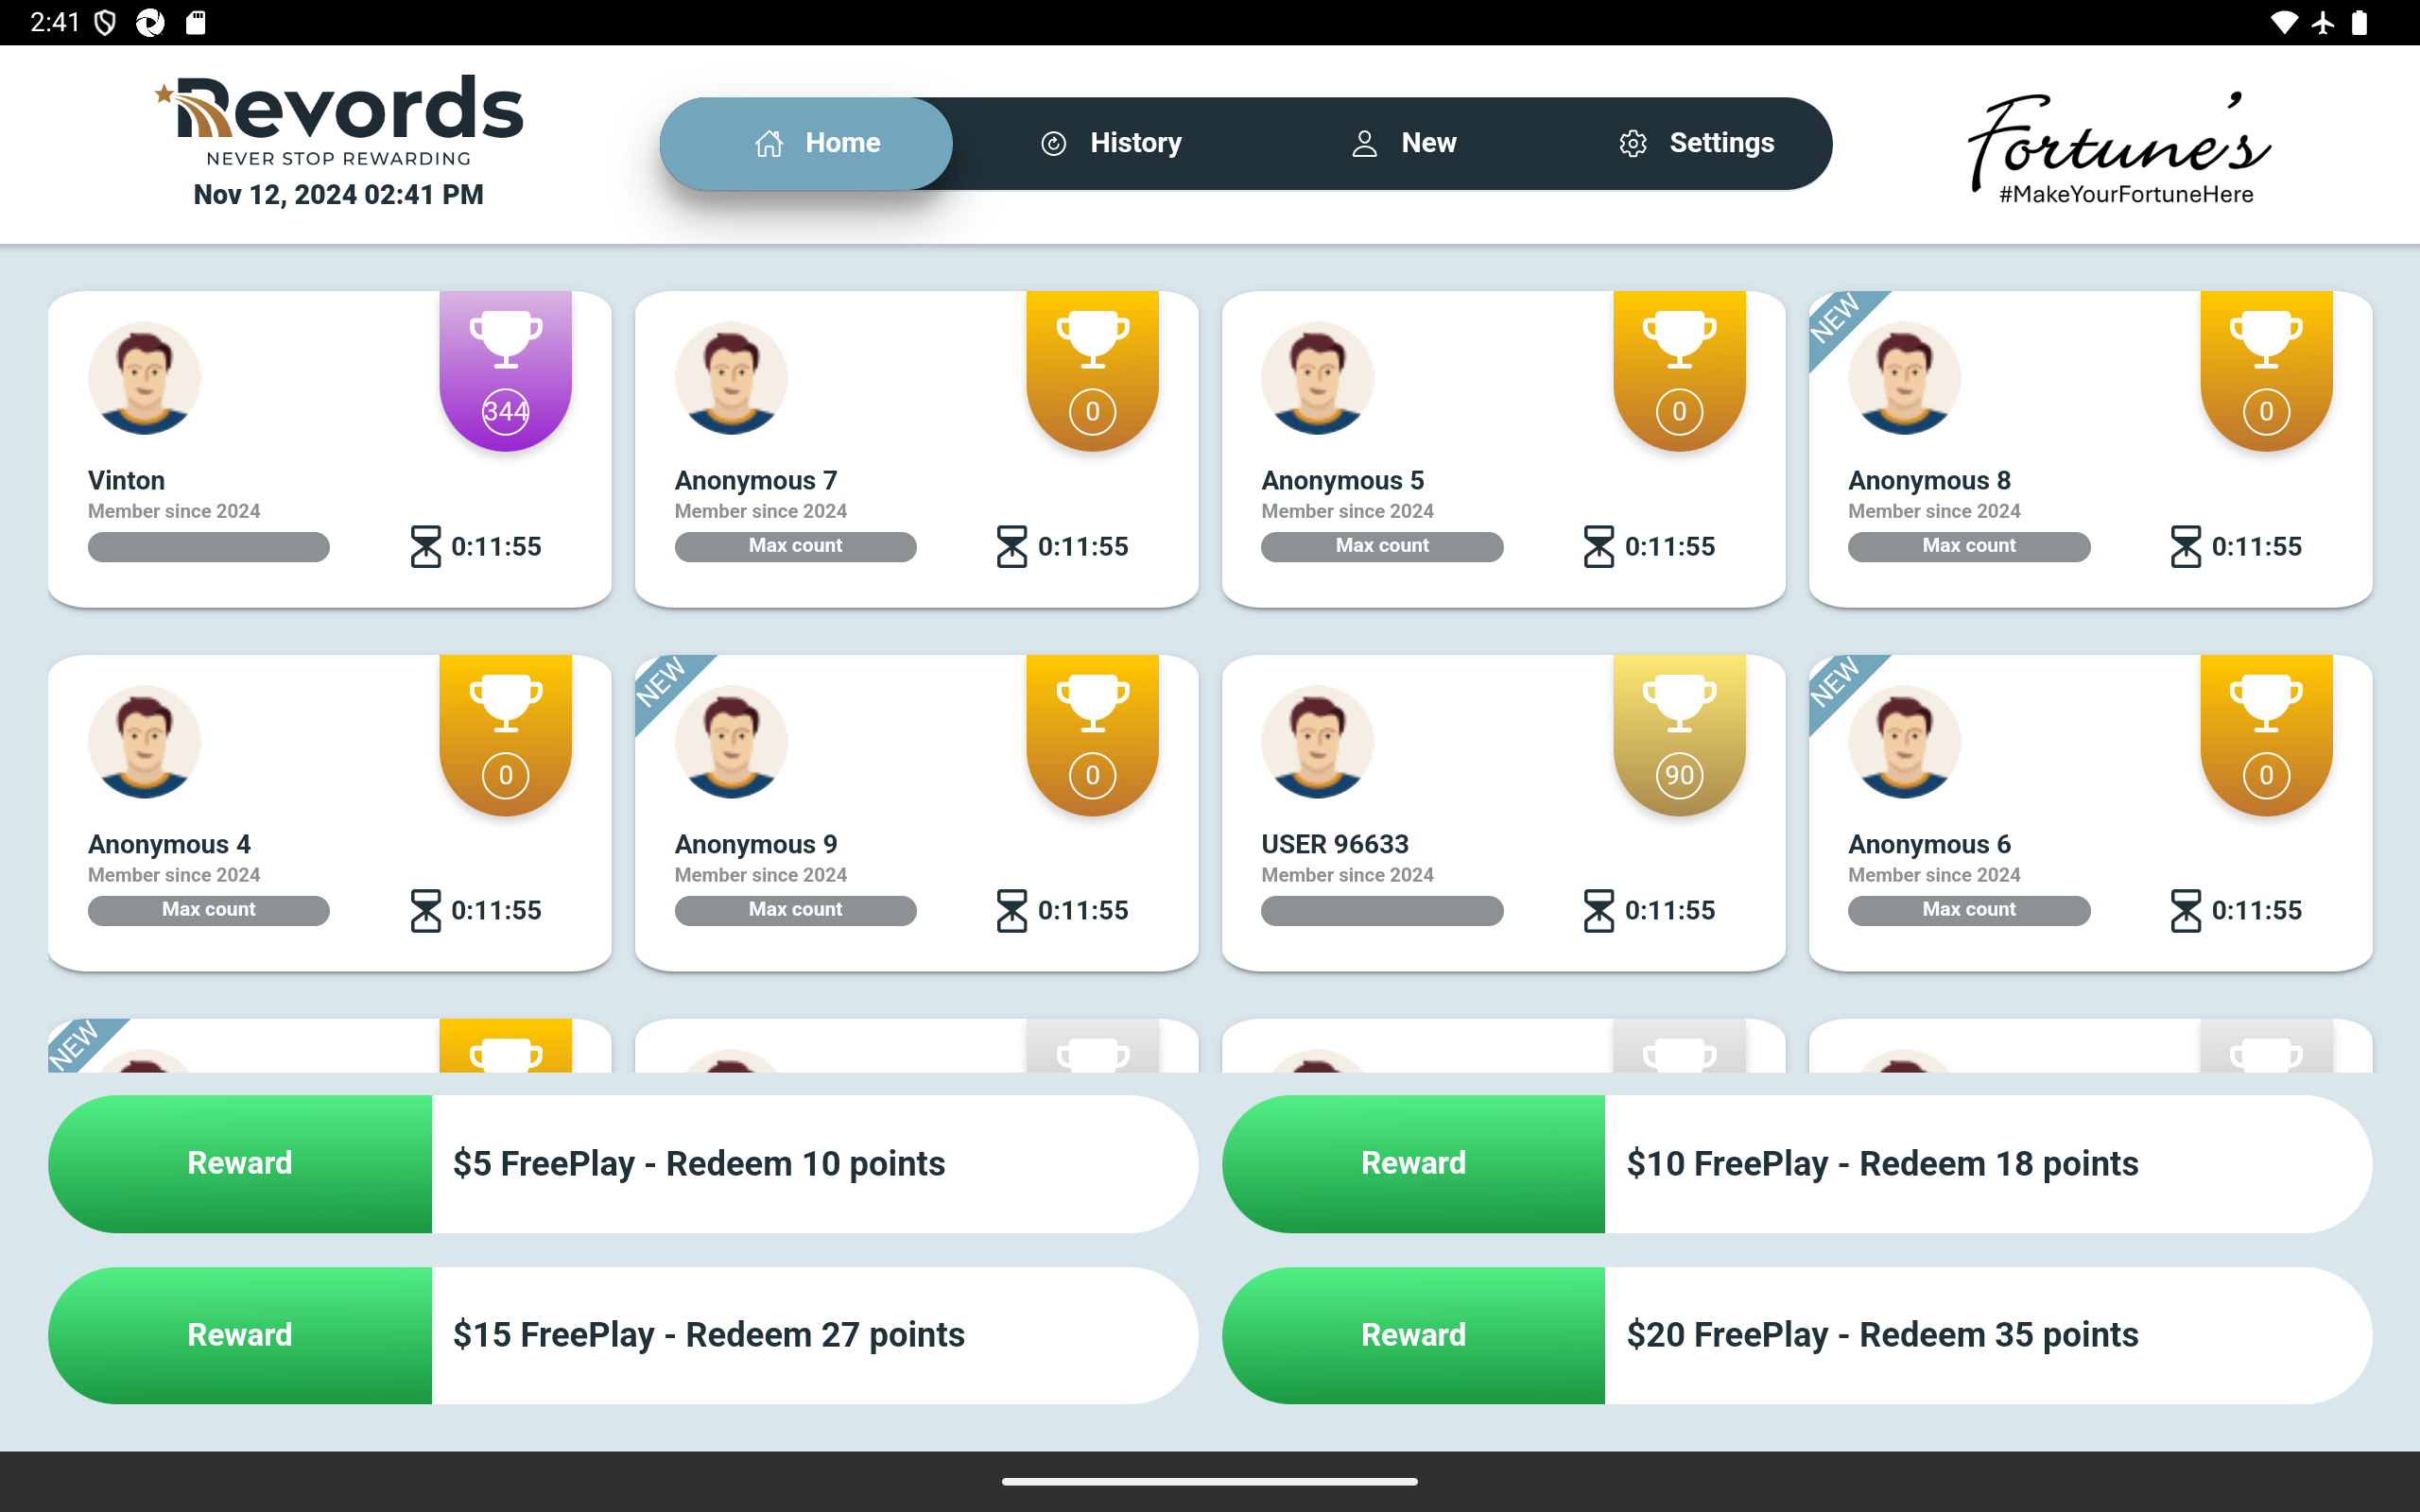 2:41
Revords
NEVER STOP REWARDING
Nov 12, 2024 02:41 PM
Home
History
New
Settings
Fortune's
#MakeYourFortuneHere
344
Vinton
Member since 2024
0:11:55
0
Anonymous 7
Member since 2024
Max count
0:11:55
0
Anonymous 5
Member since 2024
Max count
0:11:55
NEW
0
Anonymous 8
Member since 2024
Max count
0:11:55
0
Anonymous 4
Member since 2024
Max count
0:11:55
NEW
0
Anonymous 9
Member since 2024
Max count
0:11:55
90
USER 96633
Member since 2024
0:11:55
NEW
0
Anonymous 6
Member since 2024
Max count
0:11:55
NEW
Reward
$5 FreePlay - Redeem 10 points
Reward
$10 FreePlay - Redeem 18 points
Reward
$15 FreePlay - Redeem 27 points
Reward
$20 FreePlay - Redeem 35 points